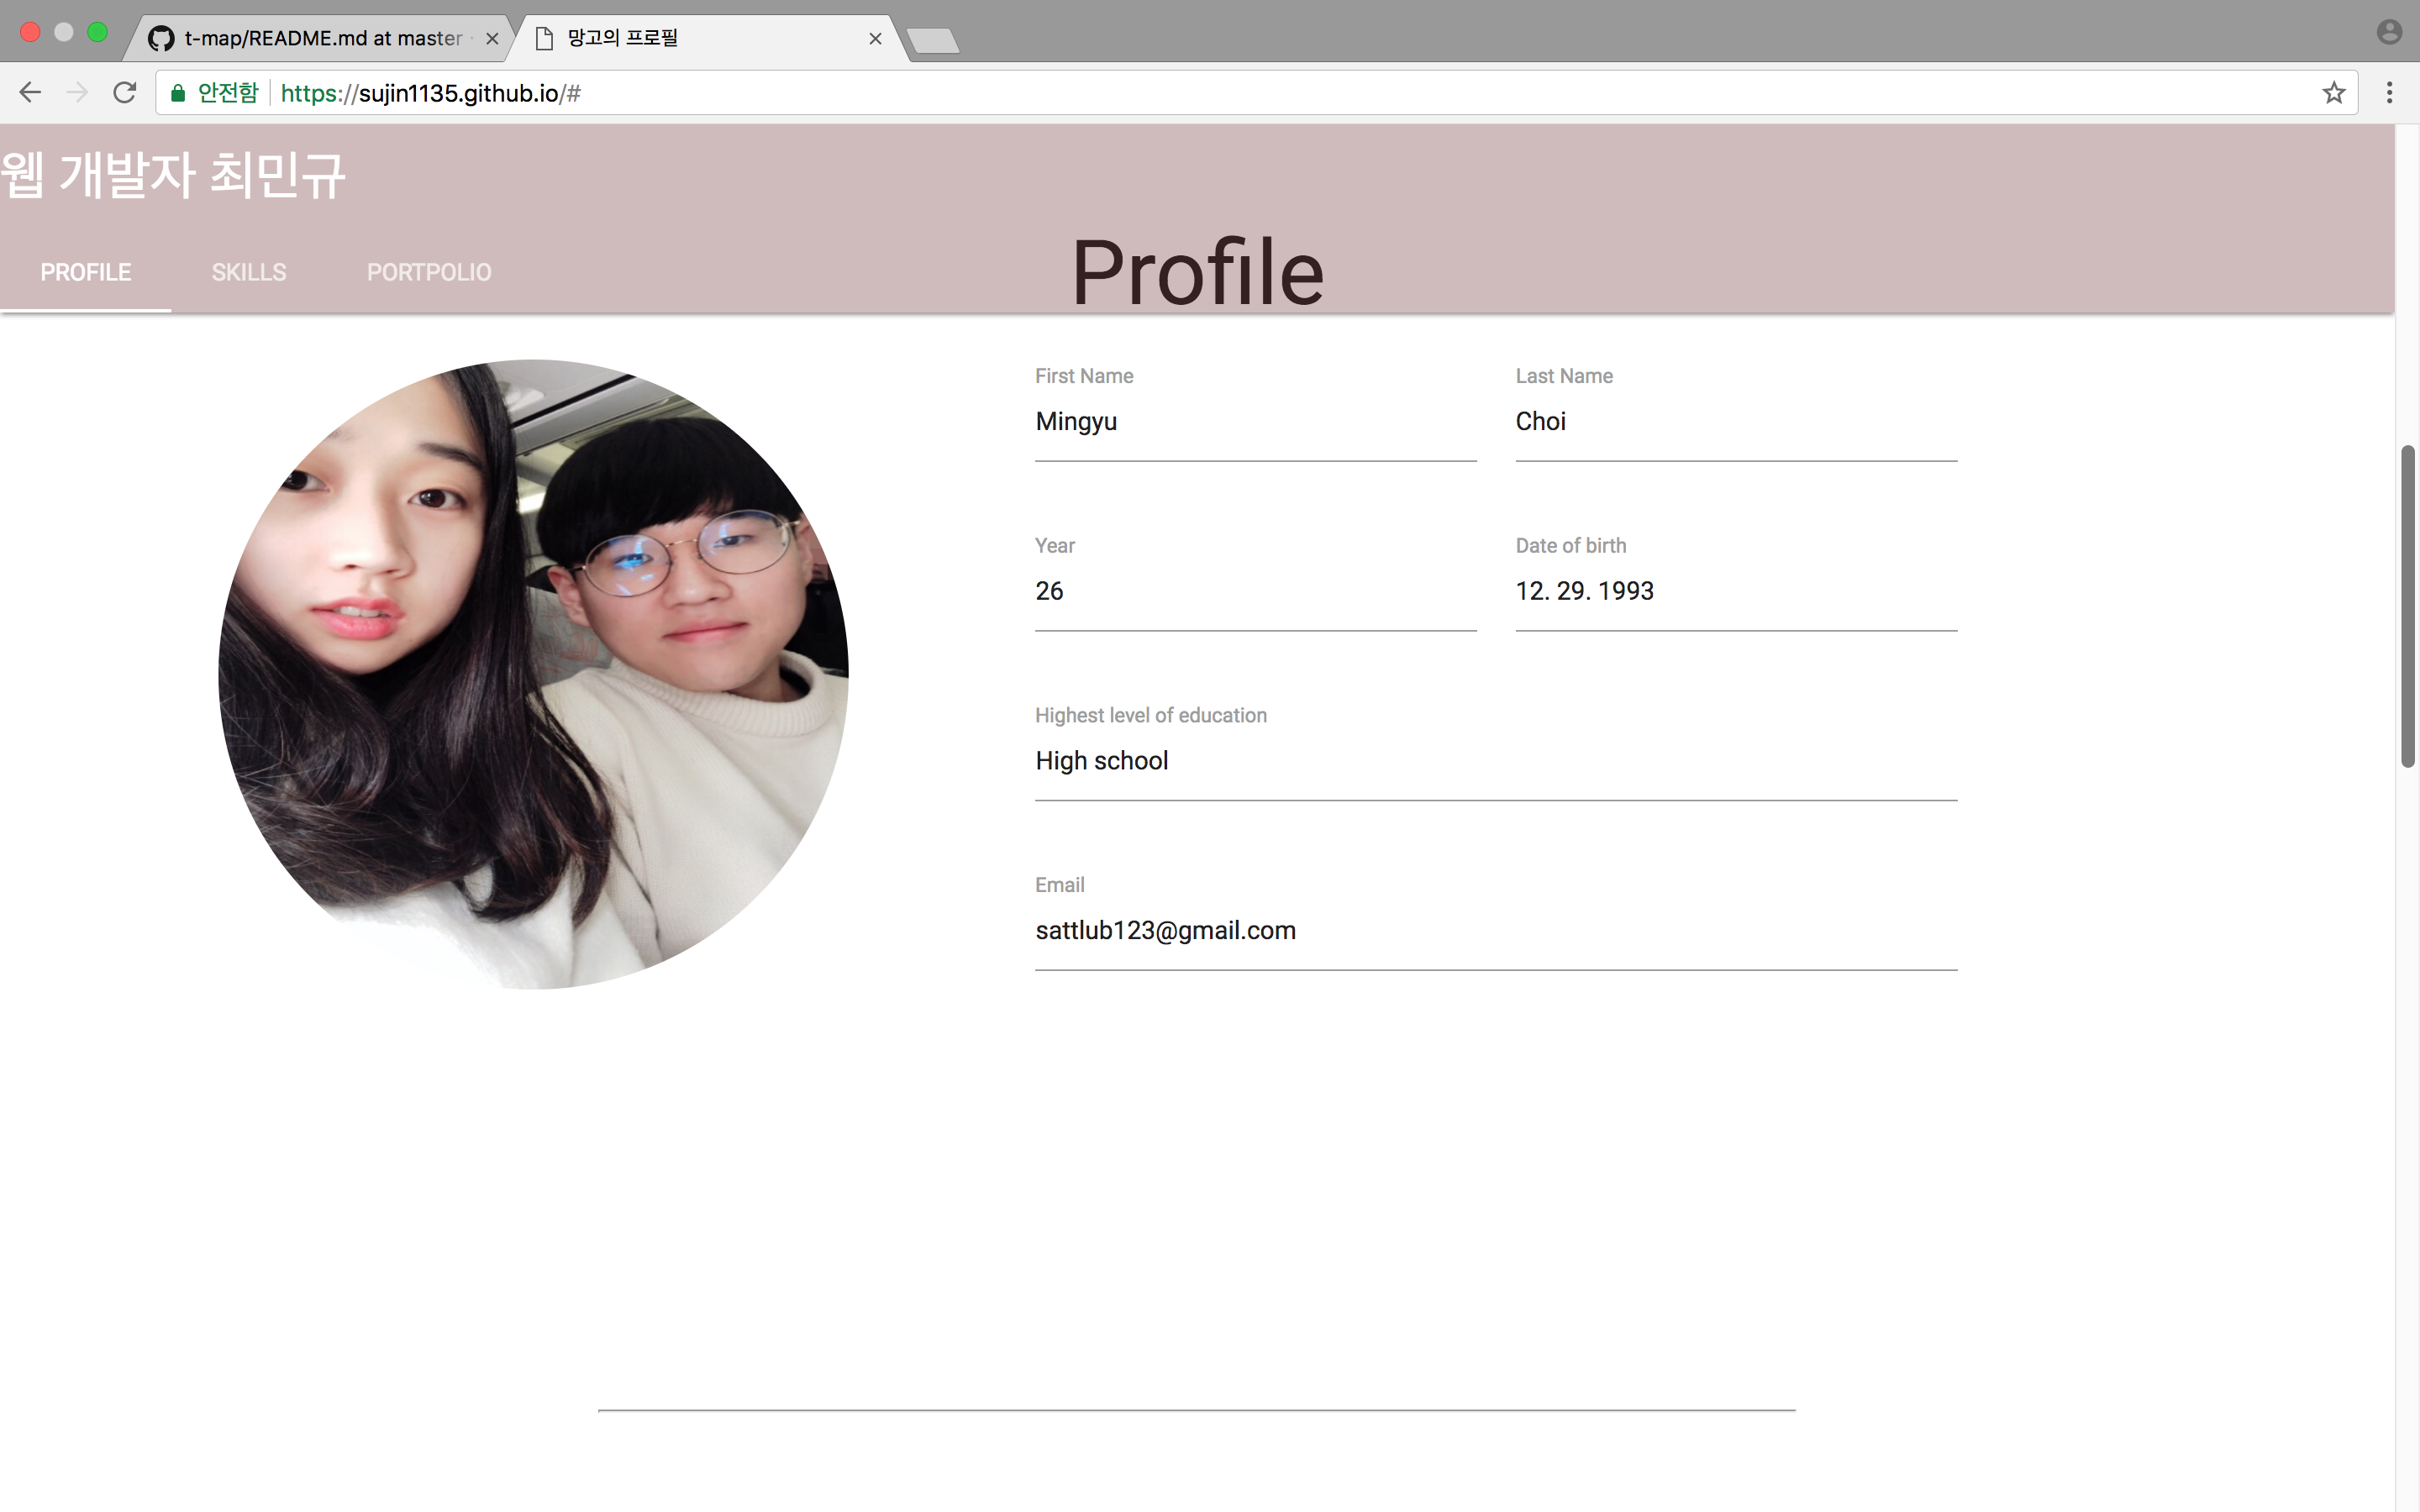 t-map/README.md at master
망고의 프로필
안전함 https://sujin1135.github.io/#
웹 개발자 최민규
PROFILE SKILLS PORTPOLIO
Profile
First Name Last Name
Mingyu Choi
Year Date of birth
26 12. 29. 1993
Highest level of education
High school
Email
sattlub123@gmail.com